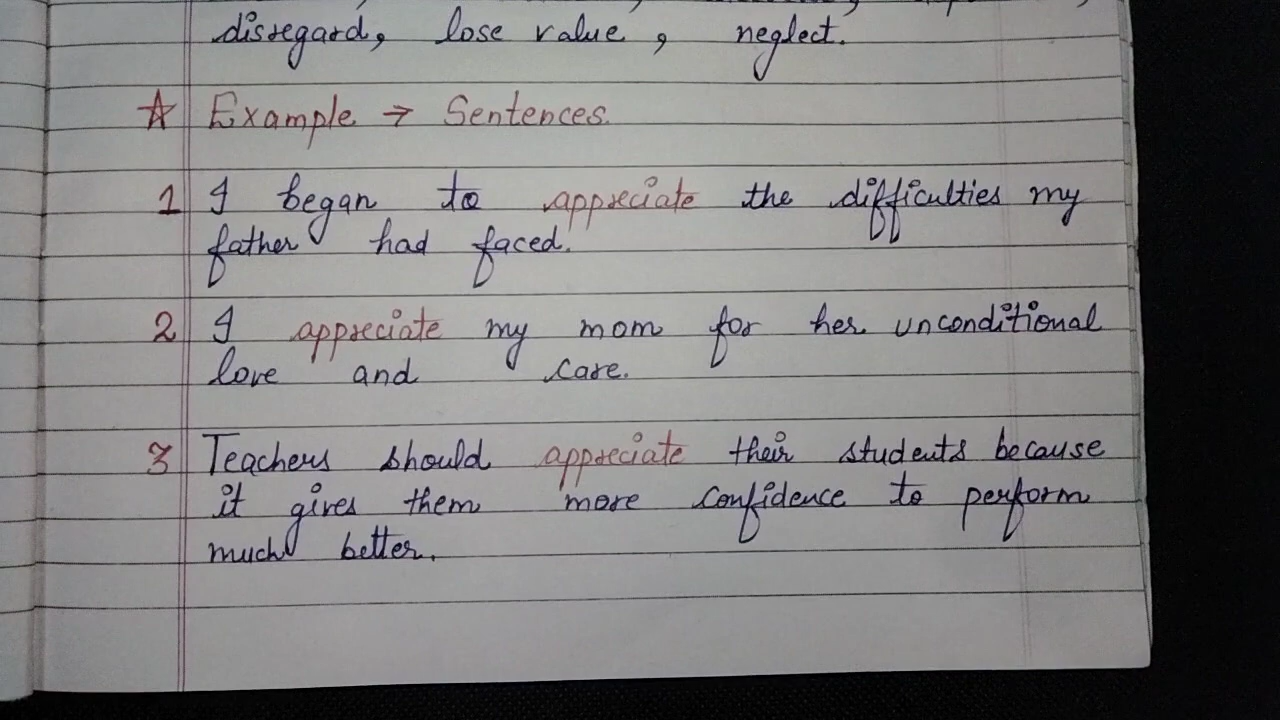 disregard, lose value, neglect.
☆ Example → Sentences.
1 I began to appreciate the difficulties my
father had faced.
2 I appreciate my mom for her unconditional
love and care.
3 Teachers should appreciate their students because
it gives them more confidence to perform
much better.